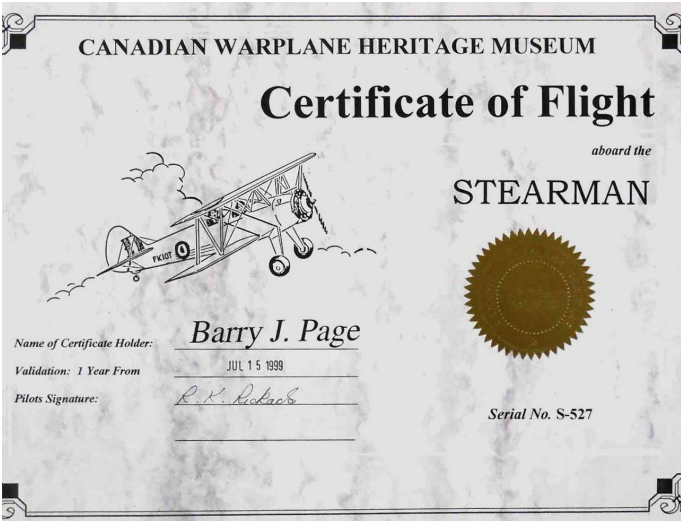 CANADIAN WARPLANE HERITAGE MUSEUM
Certificate of Flight
aboard the
STEARMAN
FK107
Name of Certificate Holder: Barry J. Page
Validation: 1 Year From JUL 15 1999
Pilots Signature: R. K.
Serial No. S-527